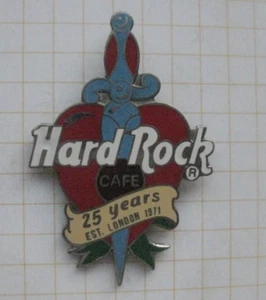 Hard Rock
®
CAFE
25 years
EST. LONDON 1971